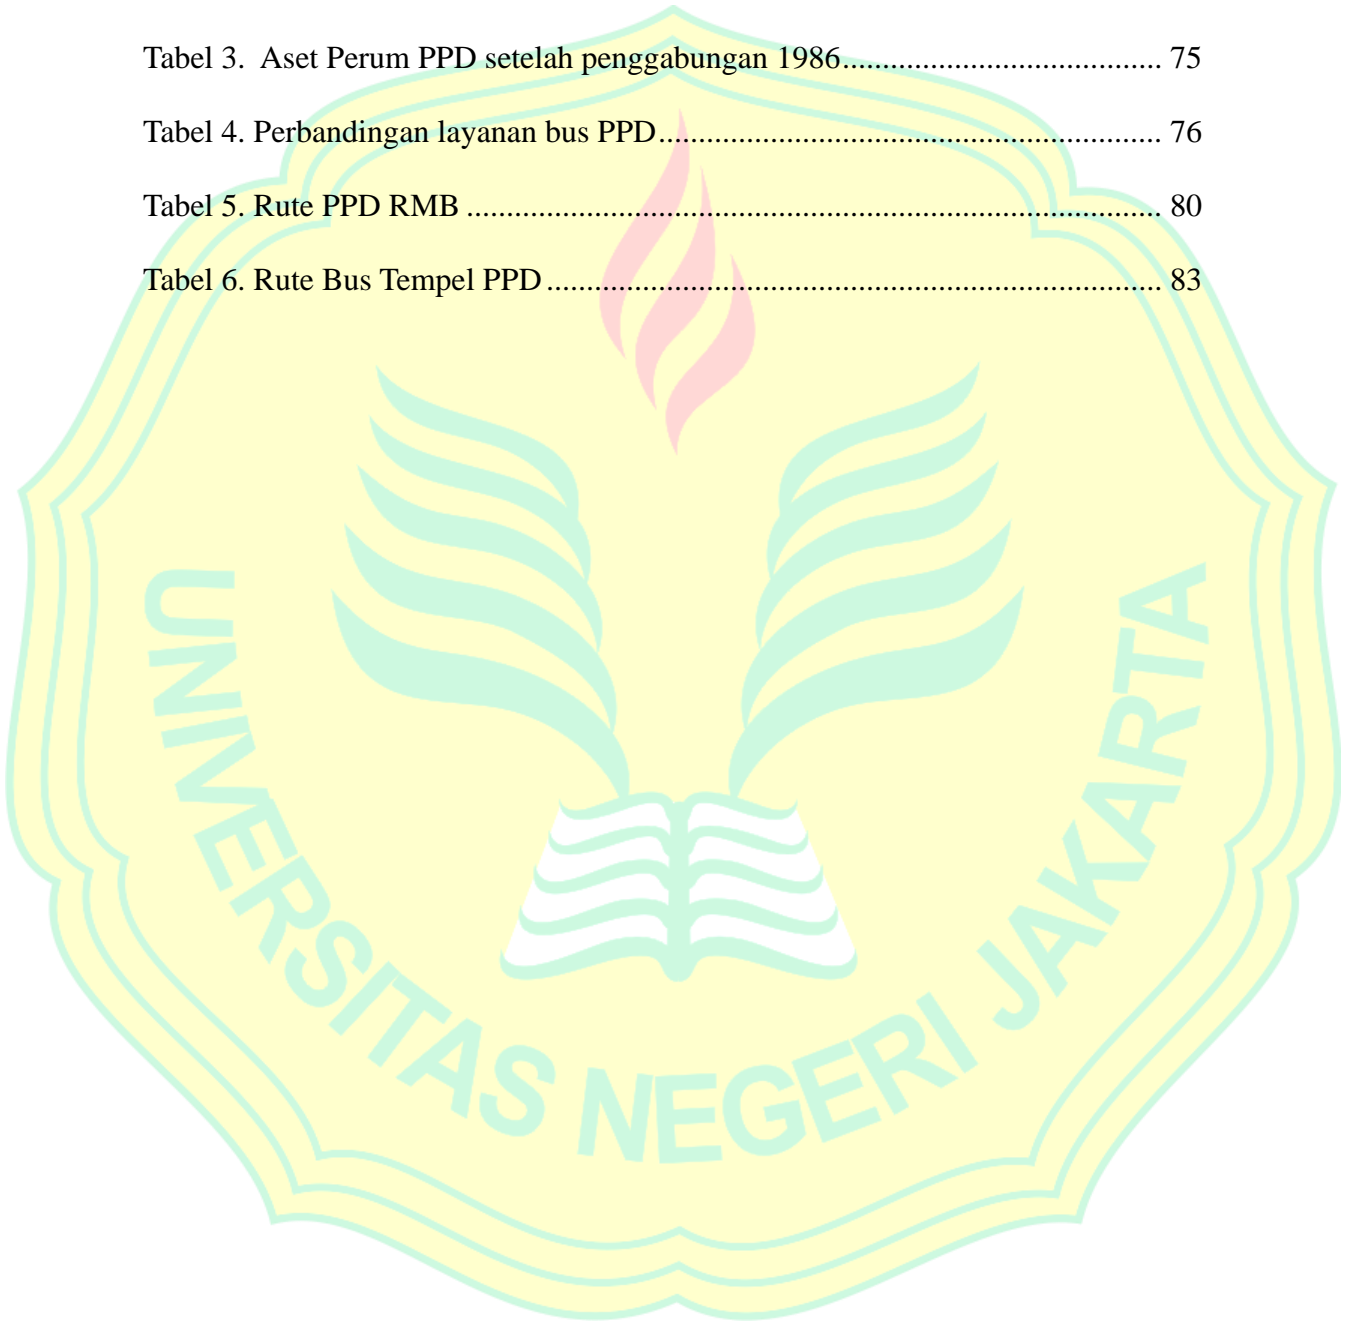 Tabel 3.  Aset Perum PPD setelah penggabungan 1986........................................ 75
Tabel 4. Perbandingan layanan bus PPD................................................................ 76
Tabel 5. Rute PPD RMB ........................................................................................ 80
Tabel 6. Rute Bus Tempel PPD .............................................................................. 83
UNIVERSITAS NEGERI JAKARTA